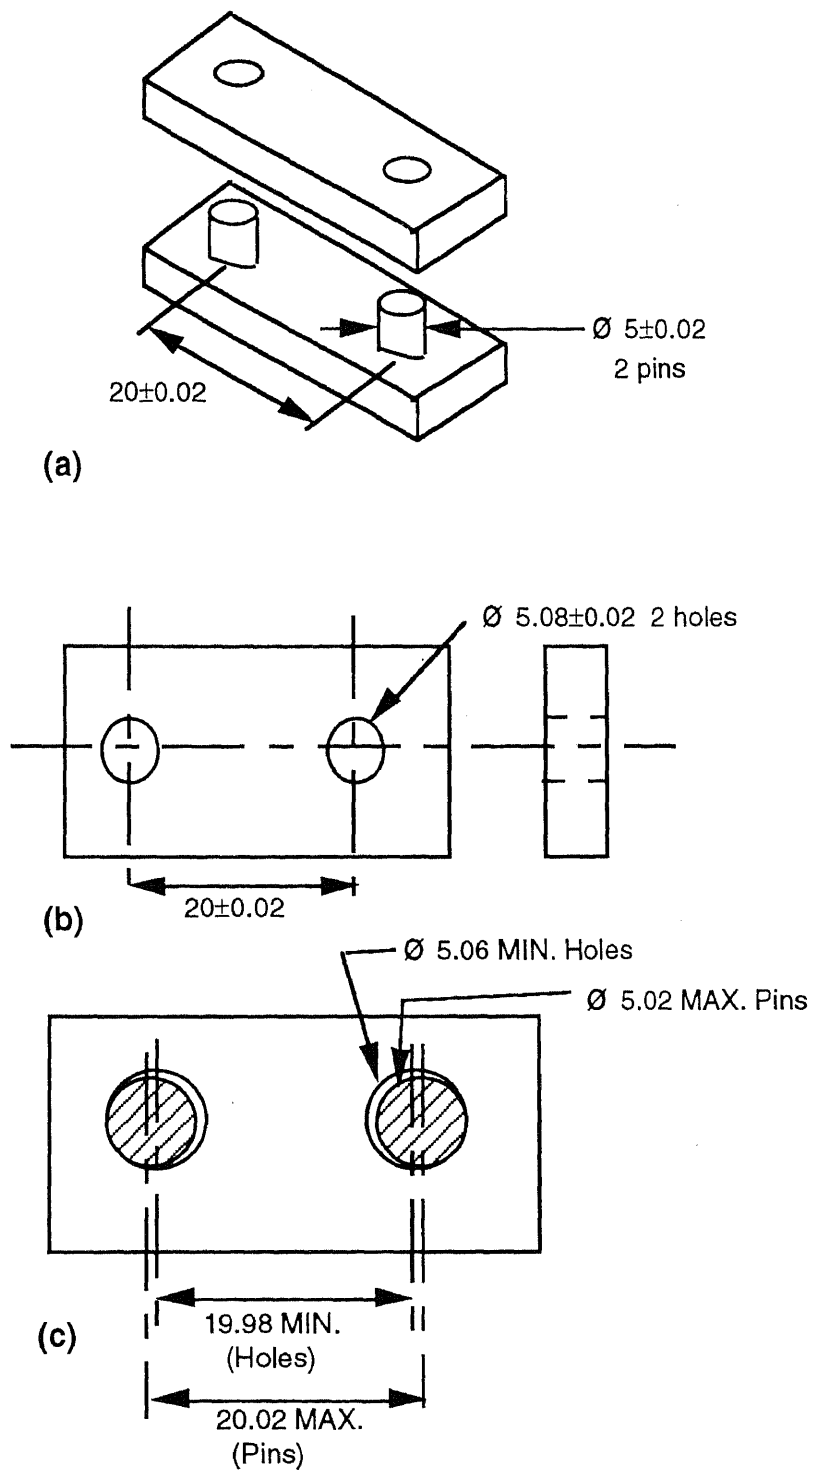 Ø 5±0.02
2 pins
20±0.02
(a)
Ø 5.08±0.02 2 holes
20±0.02
(b)
Ø 5.06 MIN. Holes
Ø 5.02 MAX. Pins
19.98 MIN.
(Holes)
(c)
20.02 MAX.
(Pins)